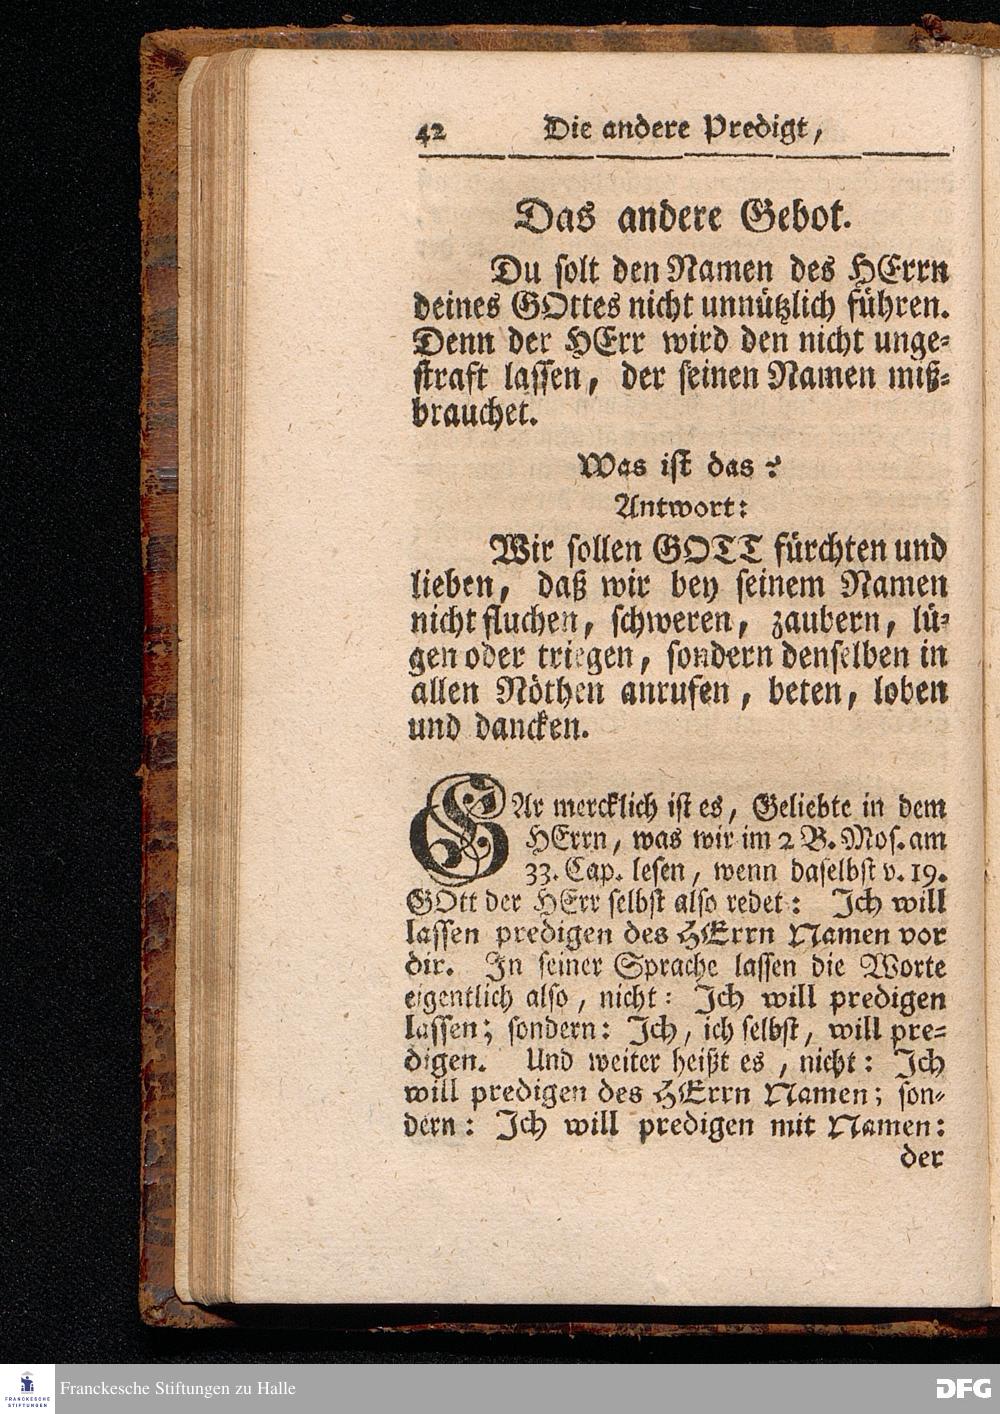 42 Die andere Predigt,
Das andere Gebot.
Du solt den Namen des HErrn
deines GOttes nicht unnützlich führen.
Denn der HErr wird den nicht unge-
straft lassen, der seinen Namen miß-
brauchet.
Was ist das?
Antwort:
Wir sollen GOTT fürchten und
lieben, daß wir bey seinem Namen
nicht fluchen, schweren, zaubern, lü-
gen oder triegen, sondern denselben in
allen Nöthen anrufen, beten, loben
und dancken.
GAr mercklich ist es, Geliebte in dem
HErrn, was wir im 2 B. Mos. am
33. Cap. lesen, wenn daselbst v. 19.
GOtt der HErr selbst also redet: Ich will
lassen predigen des HErrn Namen vor
dir. In seiner Sprache lassen die Worte
eigentlich also, nicht: Ich will predigen
lassen; sondern: Ich, ich selbst, will pre-
digen. Und weiter heißt es, nicht: Ich
will predigen des HErrn Namen; son-
dern: Ich will predigen mit Namen:
der
FRANCKESCHE
STIFTUNGEN
Franckesche Stiftungen zu Halle
DFG